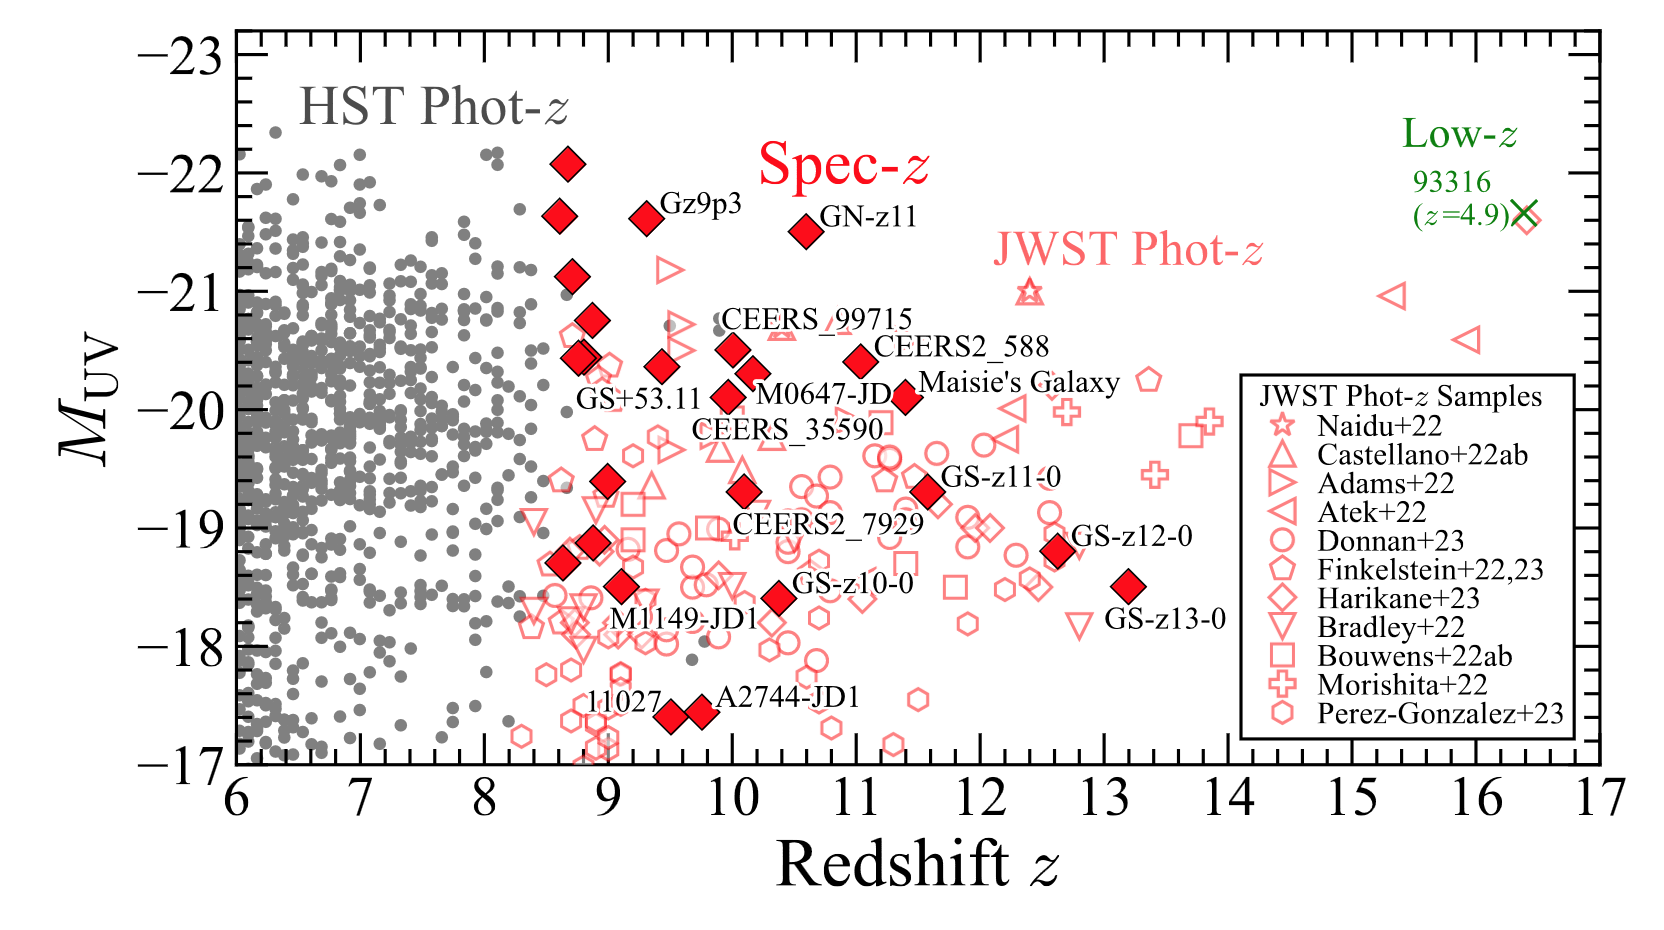 −23
−22
−21
−20
−19
−18
−17
M_UV
HST Phot-z
Spec-z
Low-z
93316
(z=4.9)
JWST Phot-z
Gz9p3
GN-z11
CEERS_99715
CEERS2_588
GS+53.11
M0647-JD
Maisie's Galaxy
CEERS_35590
GS-z11-0
CEERS2_7929
GS-z12-0
GS-z10-0
M1149-JD1
GS-z13-0
11027
A2744-JD1
JWST Phot-z Samples
Naidu+22
Castellano+22ab
Adams+22
Atek+22
Donnan+23
Finkelstein+22,23
Harikane+23
Bradley+22
Bouwens+22ab
Morishita+22
Perez-Gonzalez+23
6 7 8 9 10 11 12 13 14 15 16 17
Redshift z